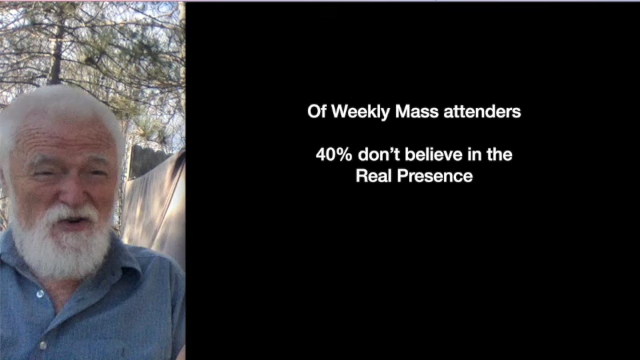 Of Weekly Mass attenders
40% don’t believe in the
Real Presence